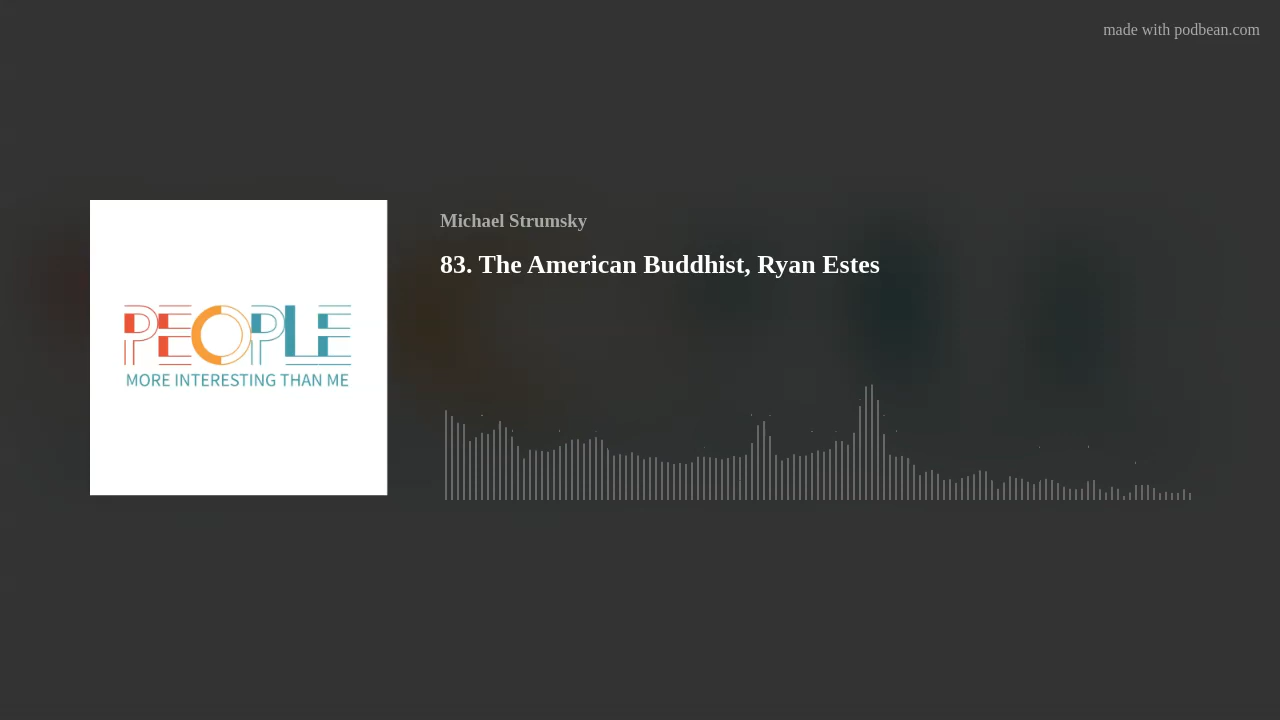 made with podbean.com
Michael Strumsky
83. The American Buddhist, Ryan Estes
PEOPLE
MORE INTERESTING THAN ME